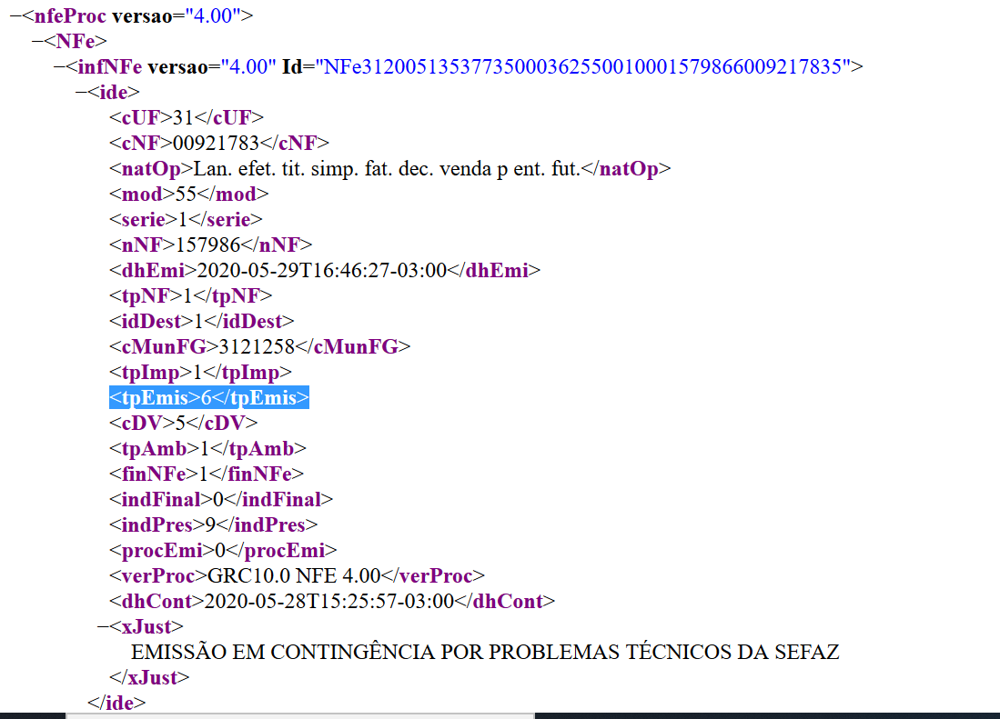 −<nfeProc versao="4.00">
−<NFe>
−<infNFe versao="4.00" Id="NFe31200513537735000362550010001579866009217835">
−<ide>
<cUF>31</cUF>
<cNF>00921783</cNF>
<natOp>Lan. efet. tit. simp. fat. dec. venda p ent. fut.</natOp>
<mod>55</mod>
<serie>1</serie>
<nNF>157986</nNF>
<dhEmi>2020-05-29T16:46:27-03:00</dhEmi>
<tpNF>1</tpNF>
<idDest>1</idDest>
<cMunFG>3121258</cMunFG>
<tpImp>1</tpImp>
<tpEmis>6</tpEmis>
<cDV>5</cDV>
<tpAmb>1</tpAmb>
<finNFe>1</finNFe>
<indFinal>0</indFinal>
<indPres>9</indPres>
<procEmi>0</procEmi>
<verProc>GRC10.0 NFE 4.00</verProc>
<dhCont>2020-05-28T15:25:57-03:00</dhCont>
−<xJust>
EMISSÃO EM CONTINGÊNCIA POR PROBLEMAS TÉCNICOS DA SEFAZ
</xJust>
</ide>